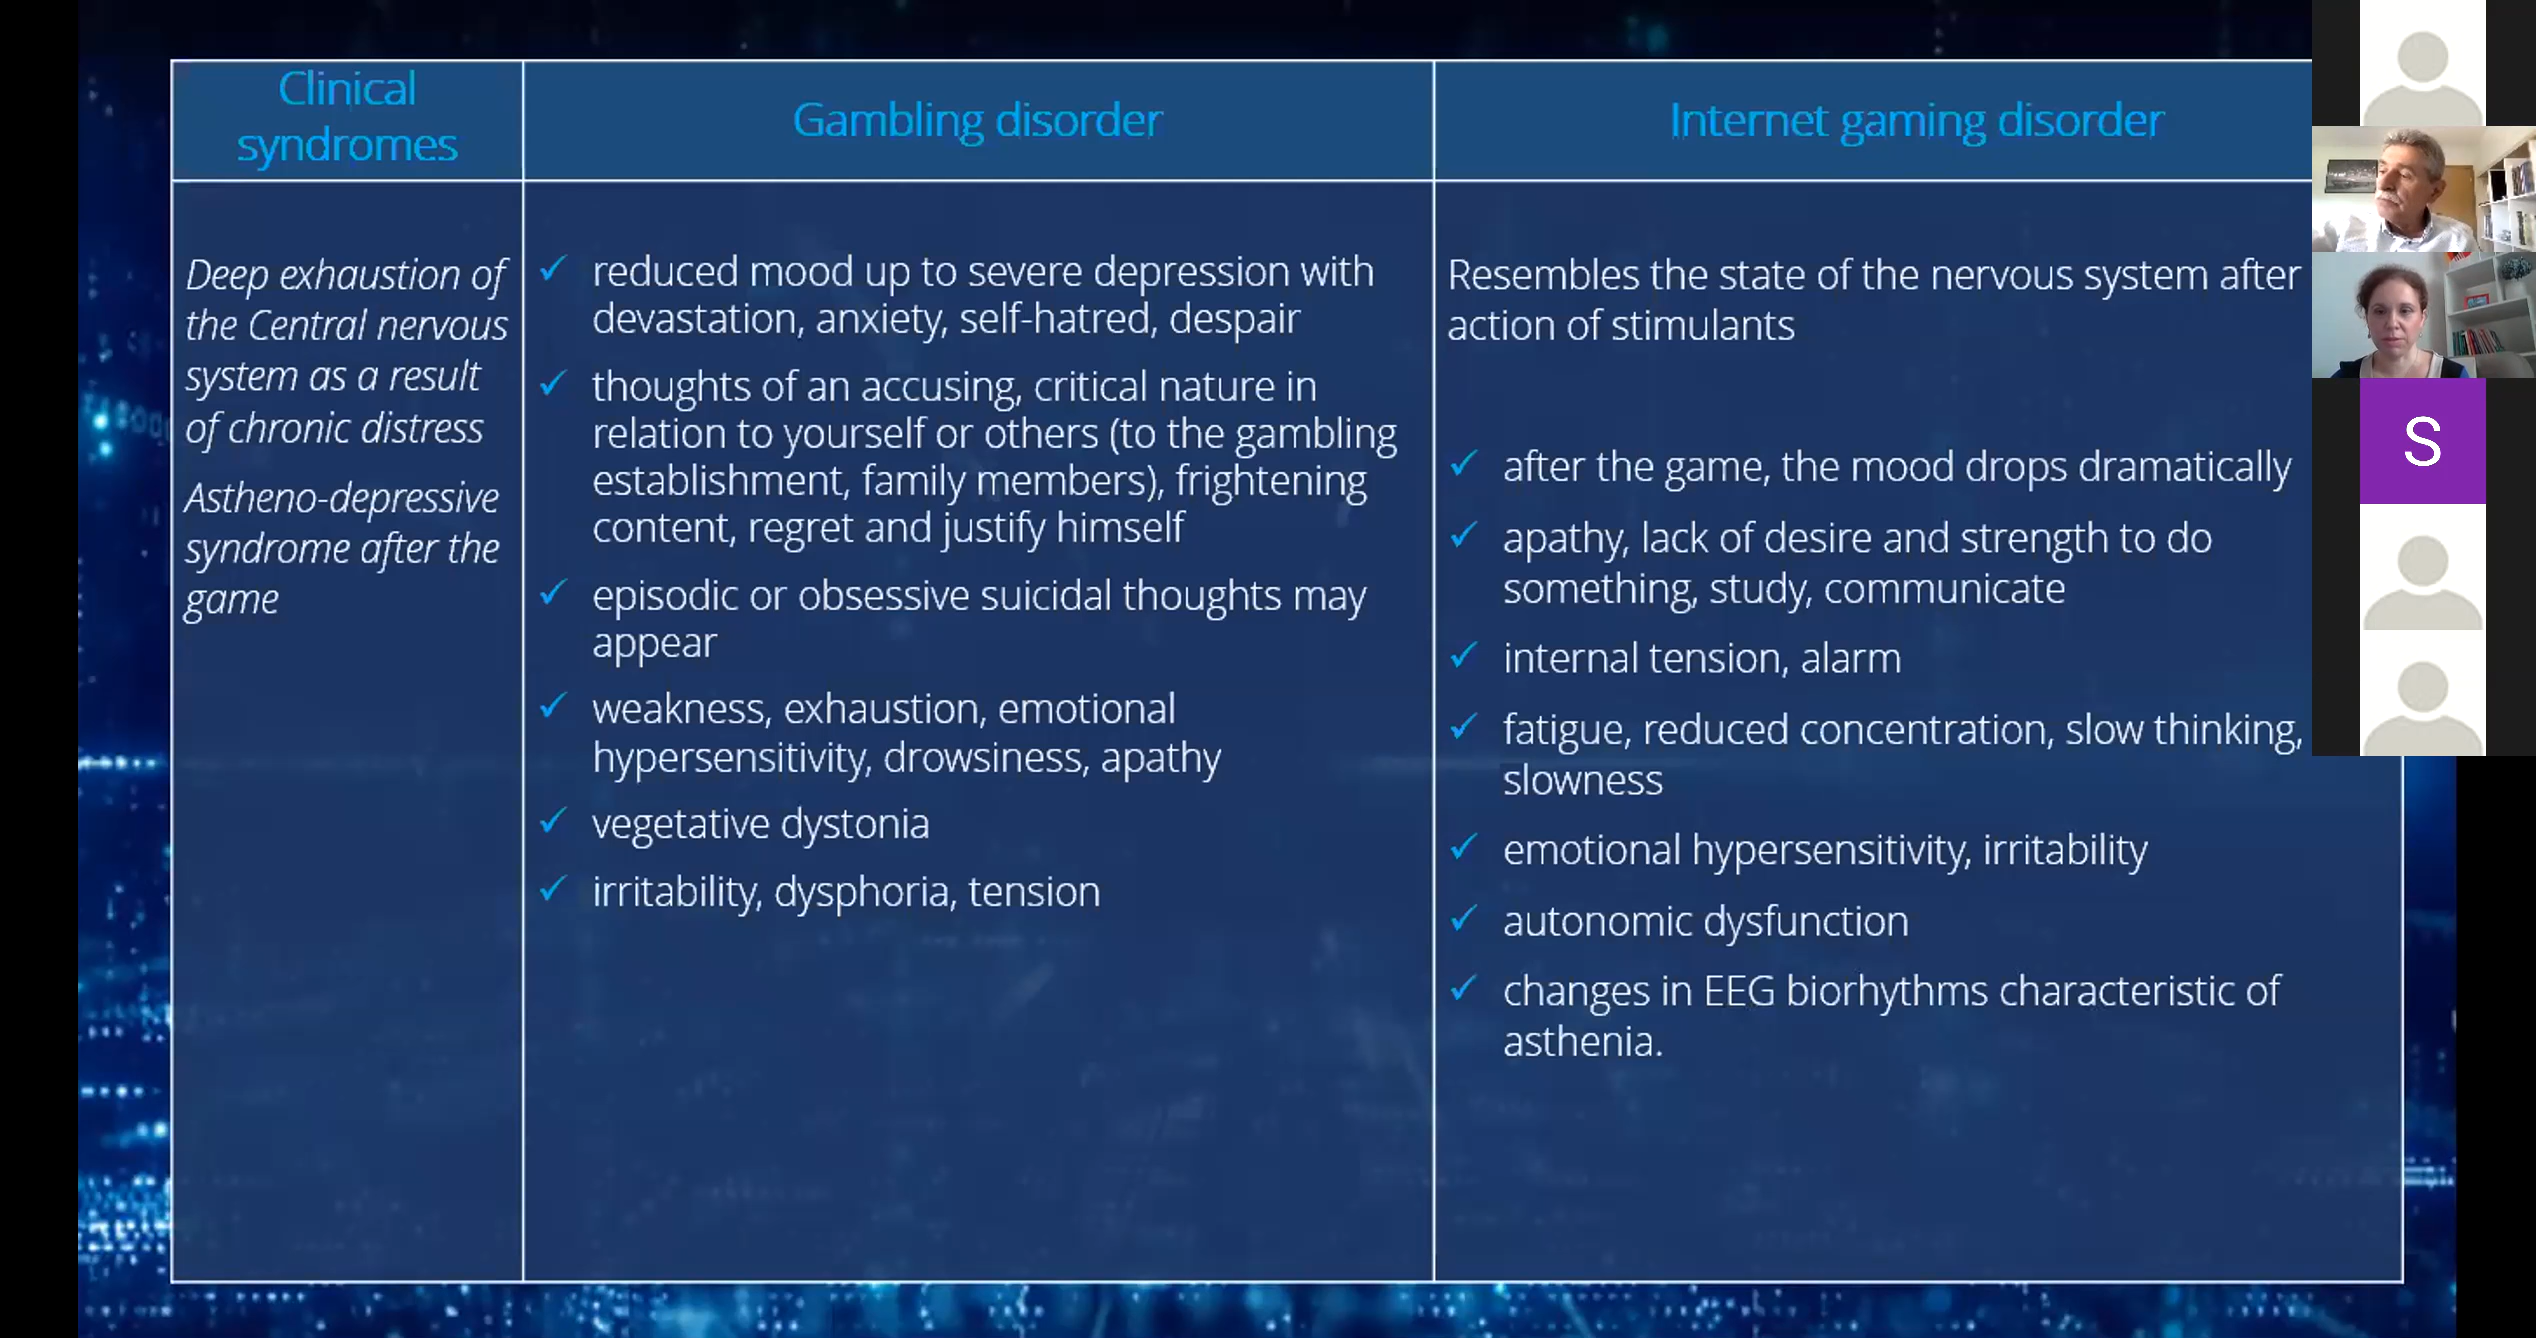 Clinical
syndromes
Gambling disorder
Internet gaming disorder
Deep exhaustion of
the Central nervous
system as a result
of chronic distress
Astheno-depressive
syndrome after the
game
reduced mood up to severe depression with
devastation, anxiety, self-hatred, despair
thoughts of an accusing, critical nature in
relation to yourself or others (to the gambling
establishment, family members), frightening
content, regret and justify himself
episodic or obsessive suicidal thoughts may
appear
weakness, exhaustion, emotional
hypersensitivity, drowsiness, apathy
vegetative dystonia
irritability, dysphoria, tension
Resembles the state of the nervous system after
action of stimulants
after the game, the mood drops dramatically
apathy, lack of desire and strength to do
something, study, communicate
internal tension, alarm
fatigue, reduced concentration, slow thinking,
slowness
emotional hypersensitivity, irritability
autonomic dysfunction
changes in EEG biorhythms characteristic of
asthenia.
S